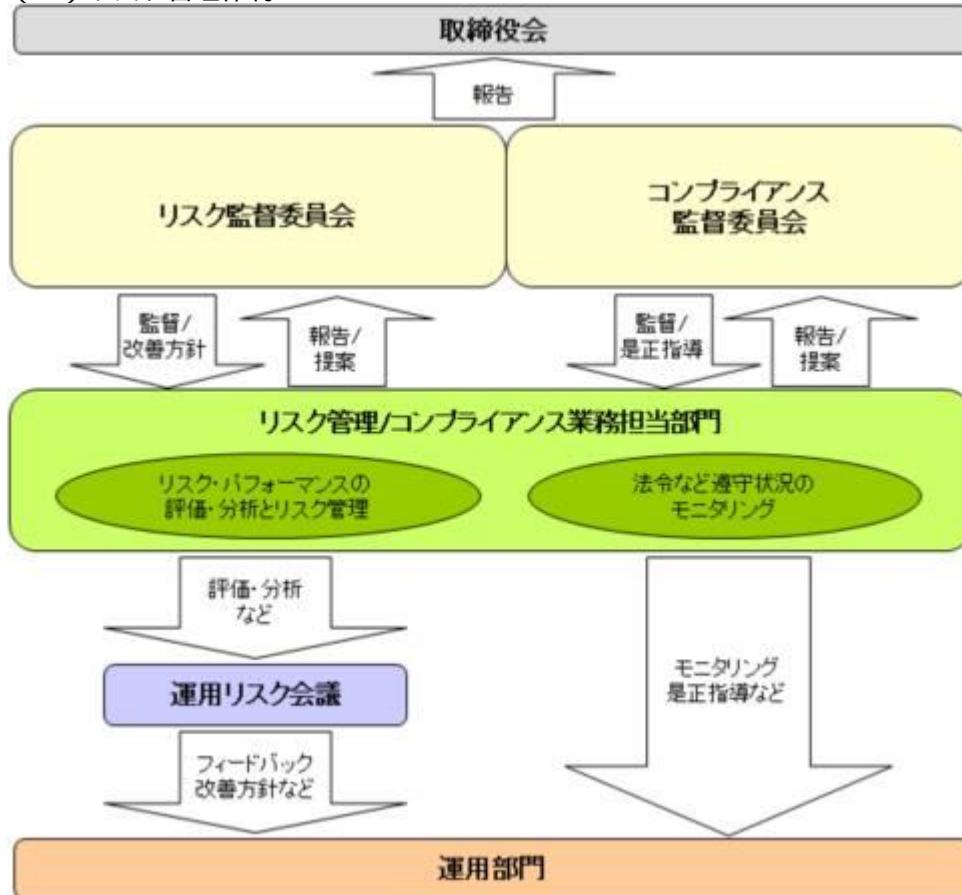 取締役会
報告
リスク監督委員会
コンプライアンス
監督委員会
監督/
改善方針
報告/
提案
監督/
是正指導
報告/
提案
リスク管理/コンプライアンス業務担当部門
リスク・パフォーマンスの
評価・分析とリスク管理
法令など遵守状況の
モニタリング
評価・分析
など
運用リスク会議
モニタリング
是正指導など
フィードバック
改善方針など
運用部門